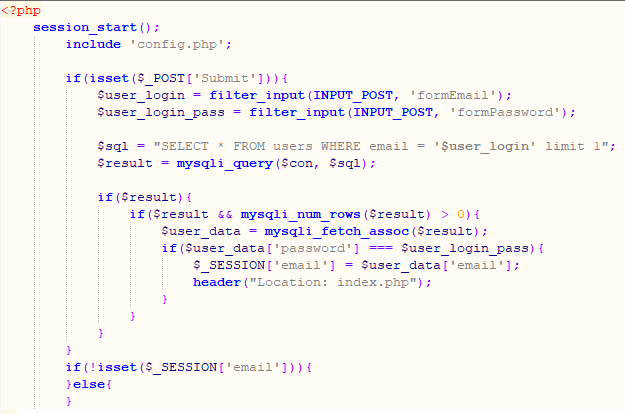 <?php
session_start();
include 'config.php';
if(isset($_POST['Submit'])){
$user_login = filter_input(INPUT_POST, 'formEmail');
$user_login_pass = filter_input(INPUT_POST, 'formPassword');
$sql = "SELECT * FROM users WHERE email = '$user_login' limit 1";
$result = mysqli_query($con, $sql);
if($result){
if($result && mysqli_num_rows($result) > 0){
$user_data = mysqli_fetch_assoc($result);
if($user_data['password'] === $user_login_pass){
$_SESSION['email'] = $user_data['email'];
header("Location: index.php");
}
}
}
}
if(!isset($_SESSION['email'])){
}else{
}